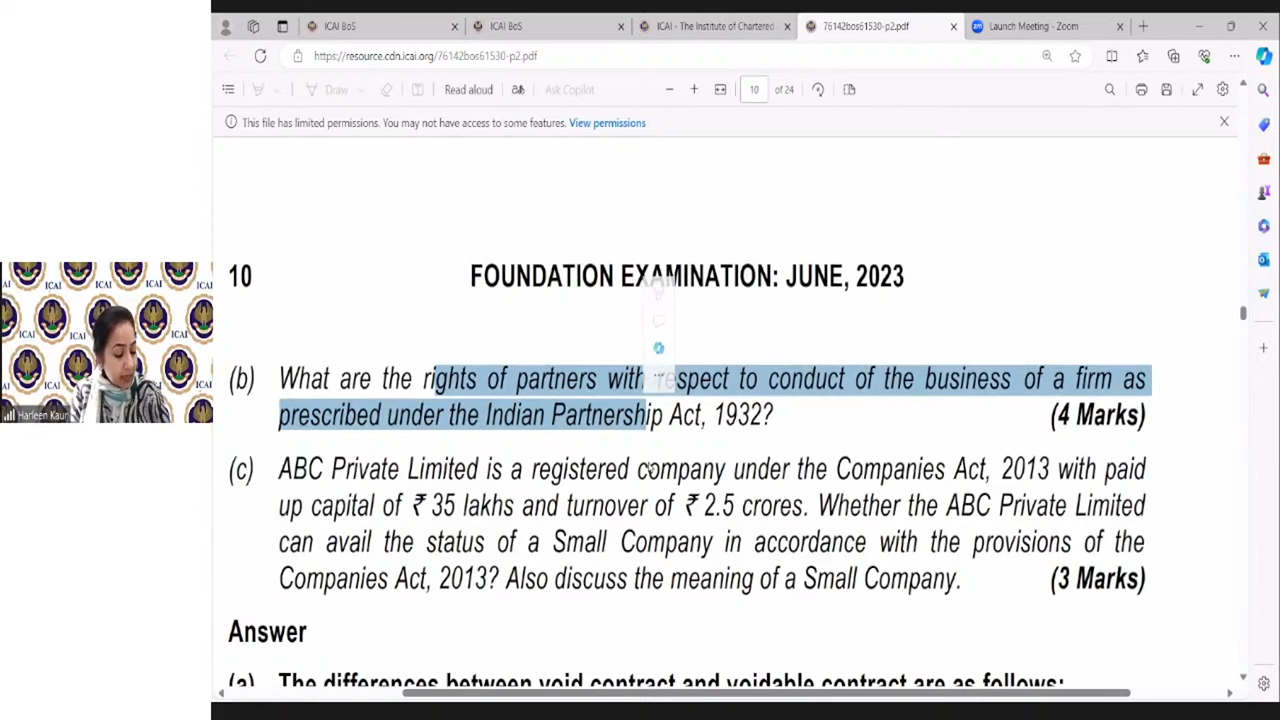 ICAI BoS
ICAI BoS
ICAI - The Institute of Chartered
76142bos61530-p2.pdf
Launch Meeting - Zoom
https://resource.cdn.icai.org/76142bos61530-p2.pdf
Draw
Read aloud
Ask Copilot
10 of 24
This file has limited permissions. You may not have access to some features. View permissions
10 FOUNDATION EXAMINATION: JUNE, 2023
(b) What are the rights of partners with respect to conduct of the business of a firm as
prescribed under the Indian Partnership Act, 1932? (4 Marks)
(c) ABC Private Limited is a registered company under the Companies Act, 2013 with paid
up capital of ₹ 35 lakhs and turnover of ₹ 2.5 crores. Whether the ABC Private Limited
can avail the status of a Small Company in accordance with the provisions of the
Companies Act, 2013? Also discuss the meaning of a Small Company. (3 Marks)
Answer
(a) The differences between void contract and voidable contract are as follows:
ICAI
ICAI
Harleen Kaur